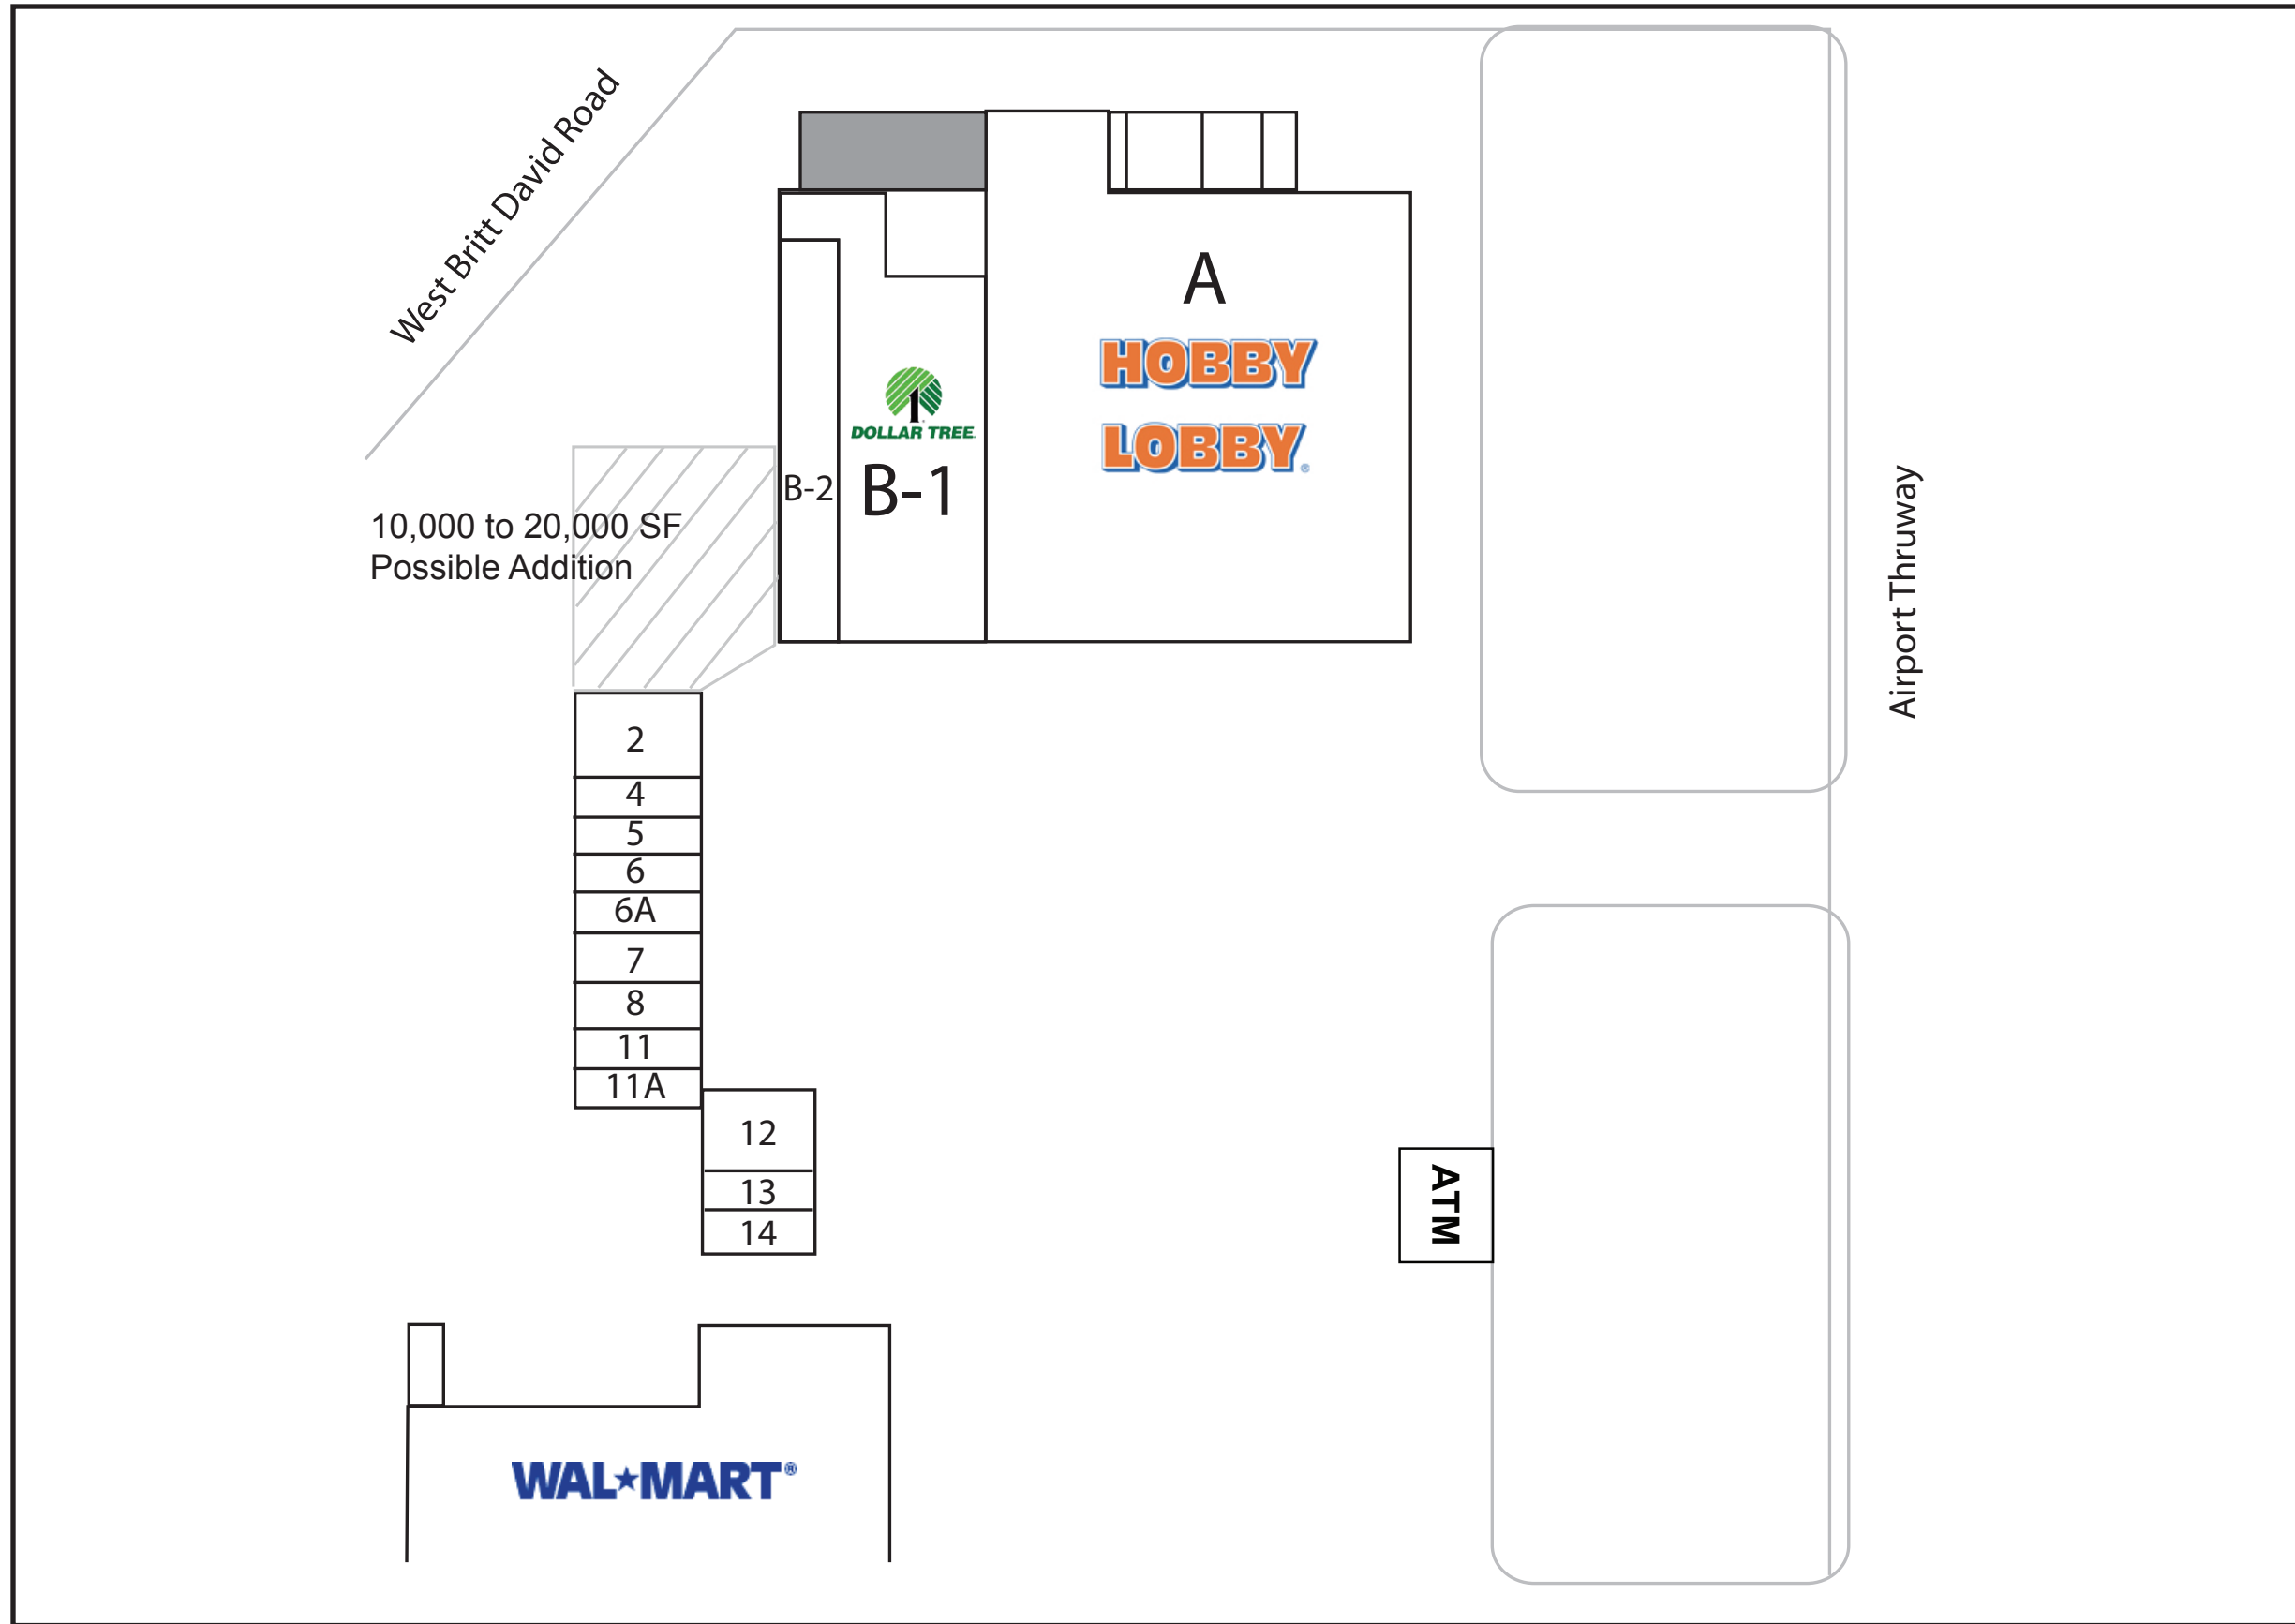 West Britt David Road
A
HOBBY
LOBBY®
DOLLAR TREE
B-2
B-1
10,000 to 20,000 SF
Possible Addition
Airport Thruway
2
4
5
6
6A
7
8
11
11A
12
13
14
ATM
WAL★MART®